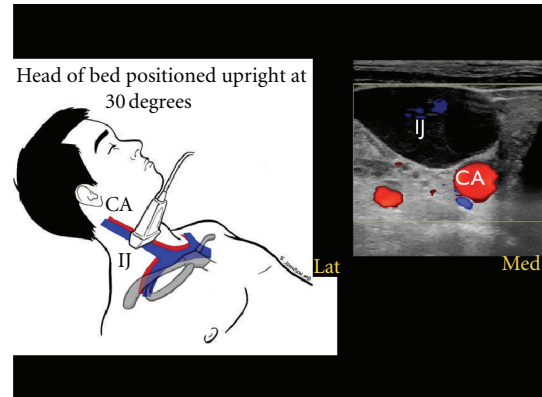 Head of bed positioned upright at
30 degrees
CA
IJ
Lat
IJ
CA
Med